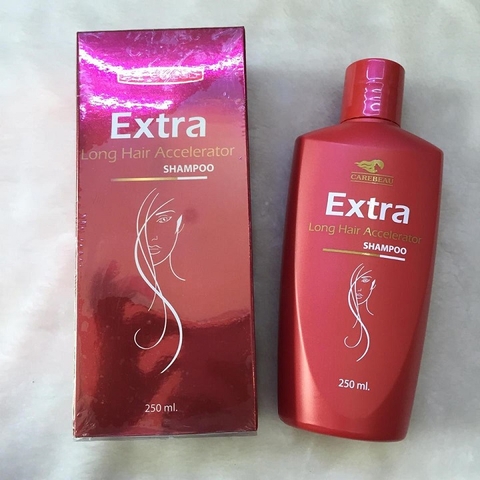 Extra
Long Hair Accelerator
SHAMPOO
250 ml.
CAREBEAU
Extra
Long Hair Accelerator
SHAMPOO
250 ml.